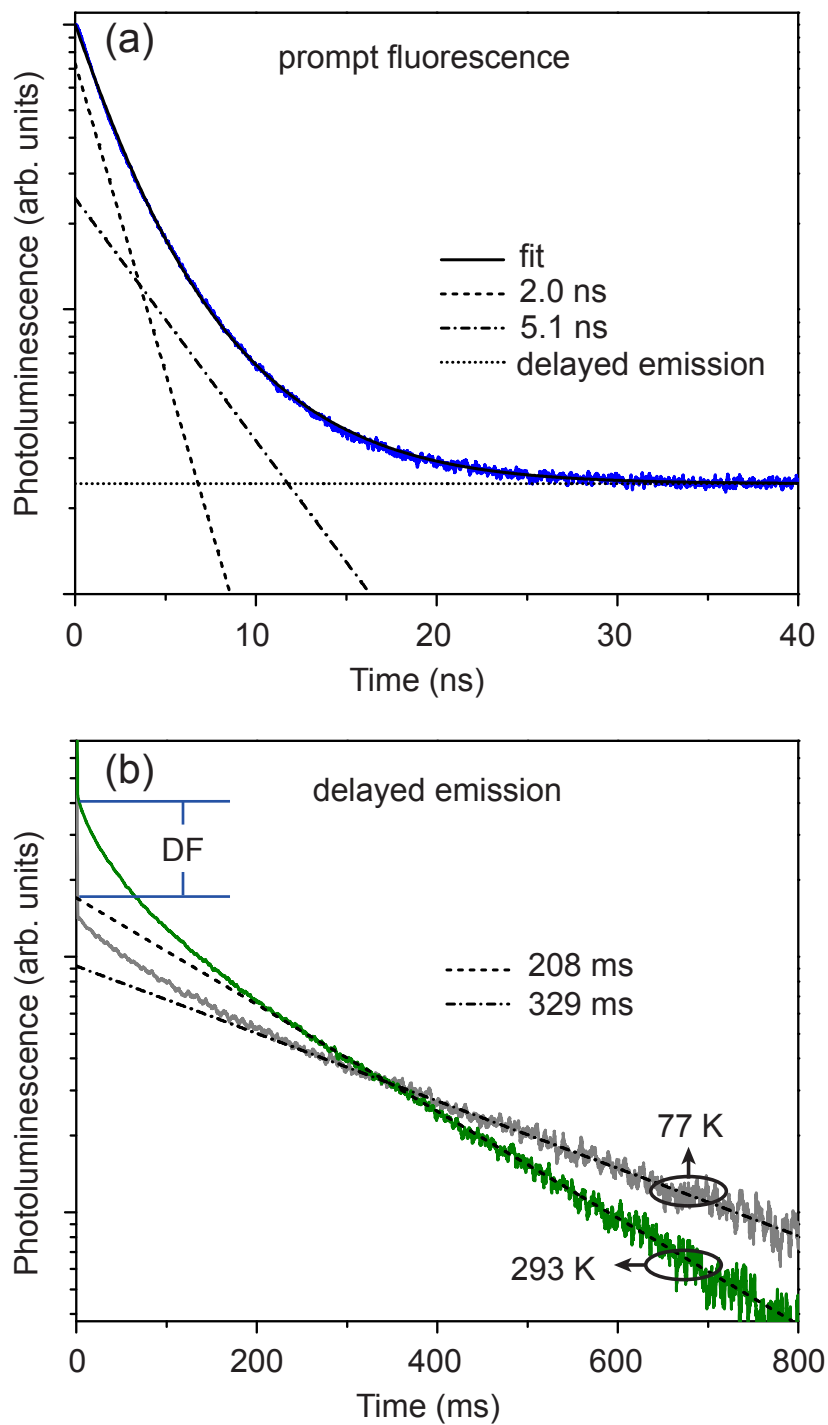 (a)
prompt fluorescence
Photoluminescence (arb. units)
fit
2.0 ns
5.1 ns
delayed emission
0 10 20 30 40
Time (ns)
(b)
delayed emission
DF
Photoluminescence (arb. units)
208 ms
329 ms
77 K
293 K
0 200 400 600 800
Time (ms)